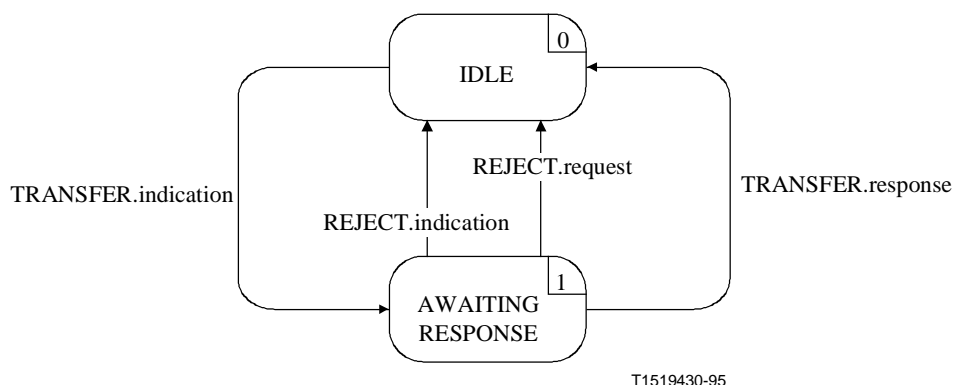 0
IDLE
REJECT.request
TRANSFER.indication
TRANSFER.response
REJECT.indication
1
AWAITING
RESPONSE
T1519430-95